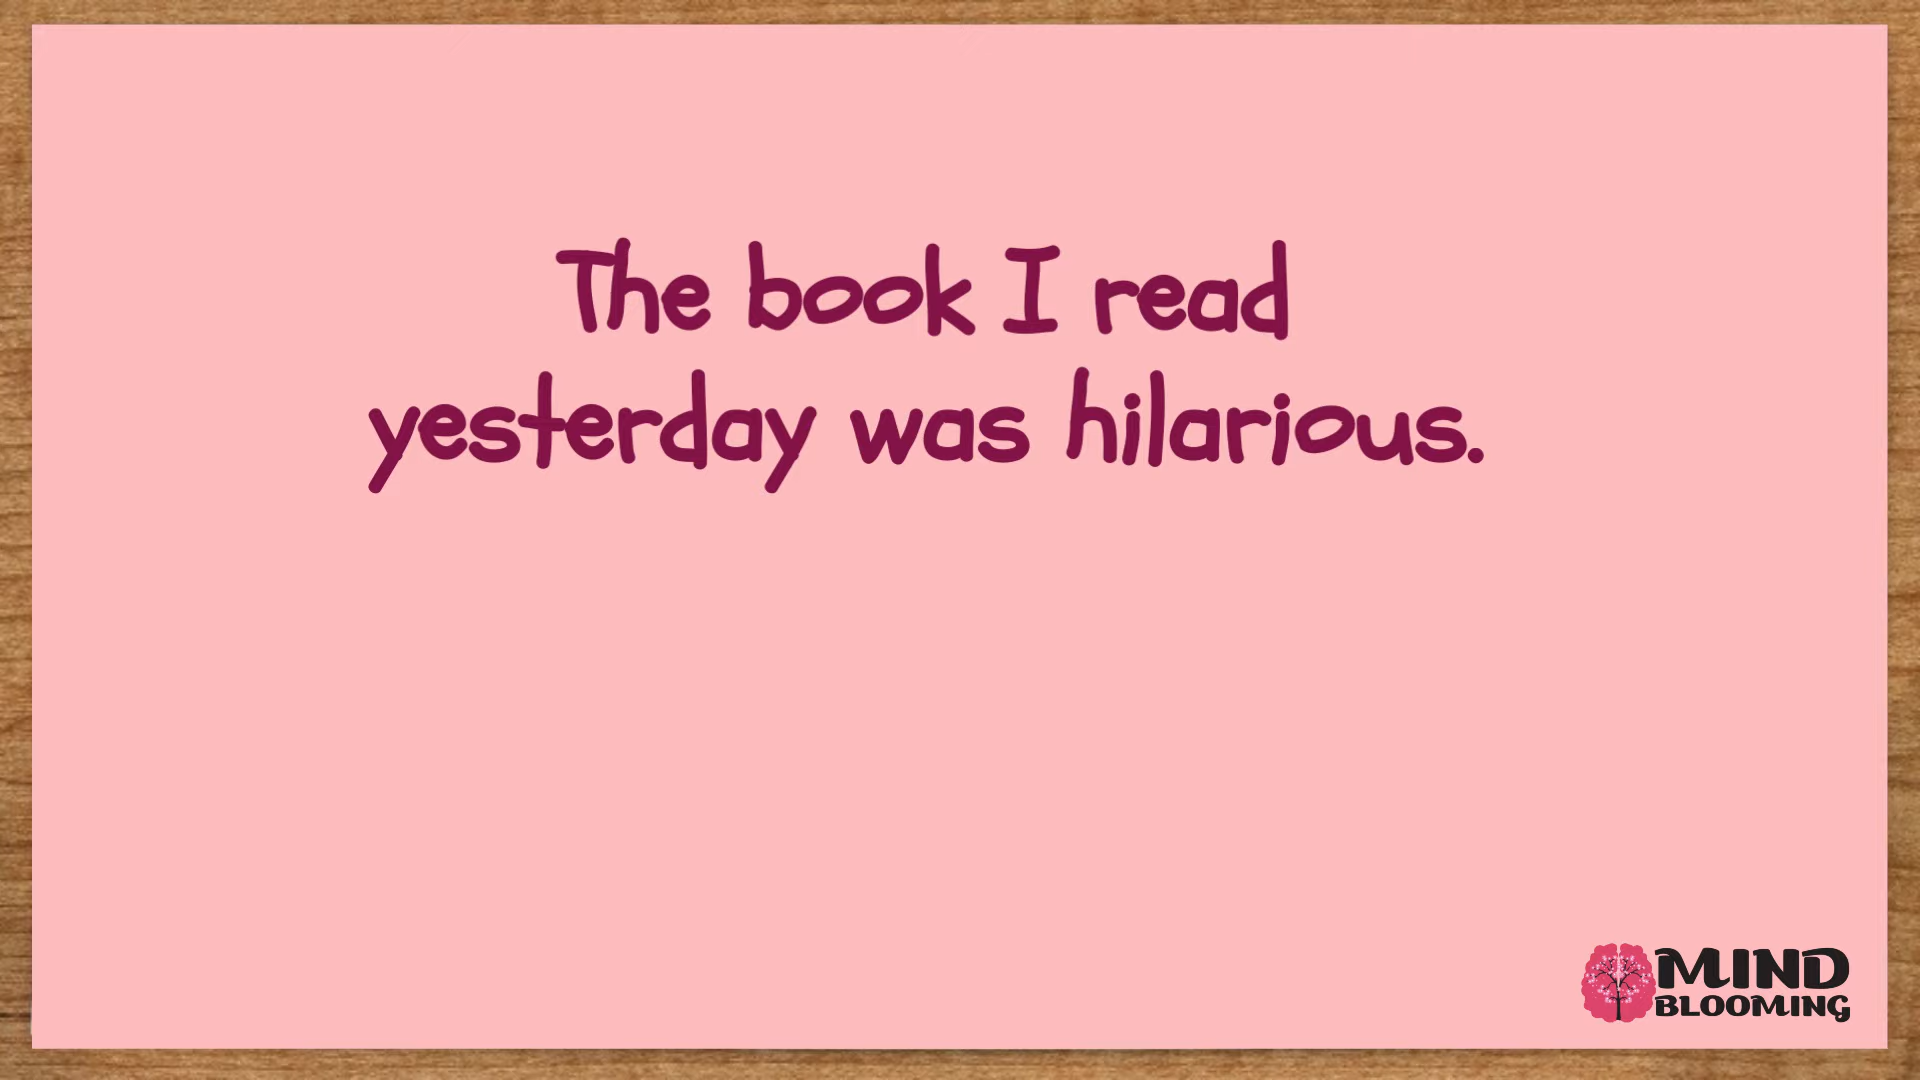 The book I read
yesterday was hilarious.
MIND
BLOOMING